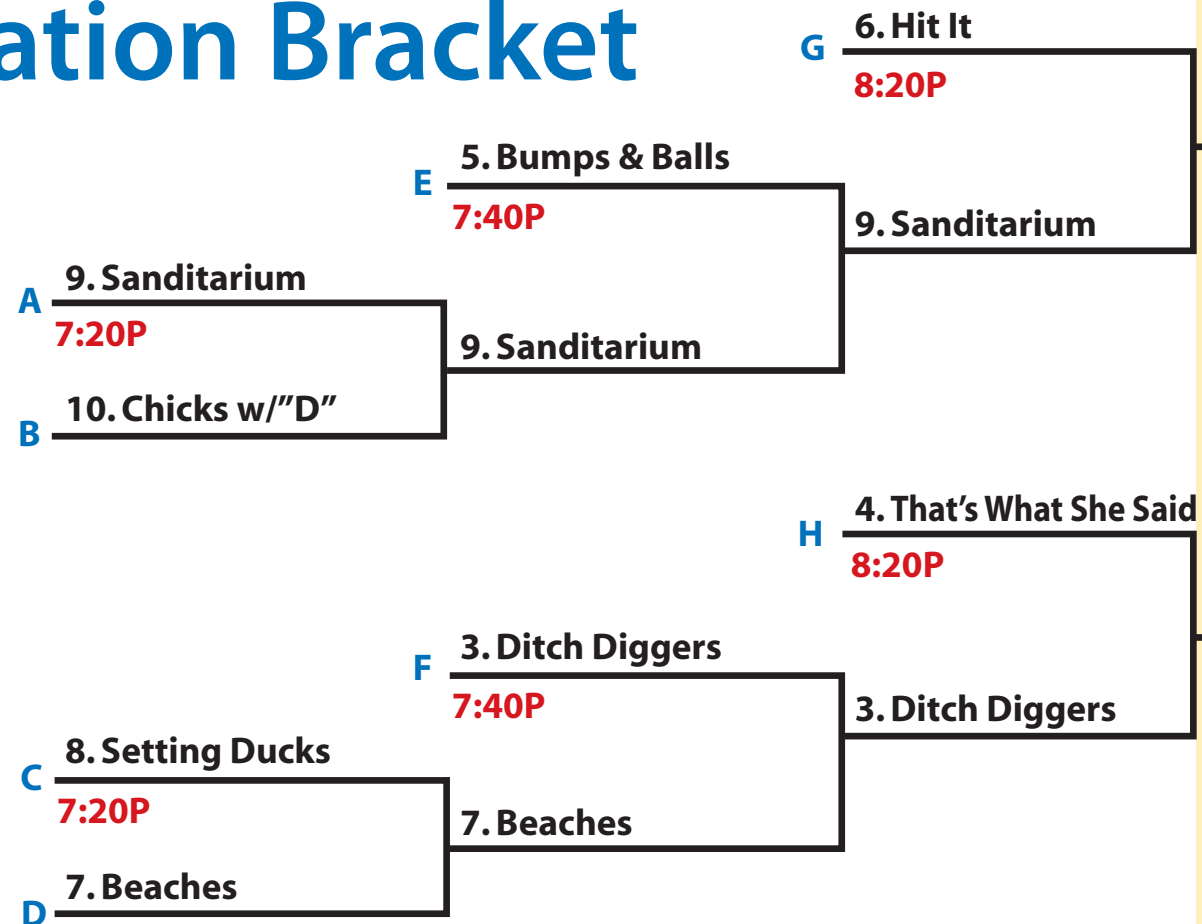 ation Bracket
G
6. Hit It
8:20P
E
5. Bumps & Balls
7:40P
9. Sanditarium
A
9. Sanditarium
7:20P
9. Sanditarium
B
10. Chicks w/”D”
H
4. That’s What She Said
8:20P
F
3. Ditch Diggers
7:40P
3. Ditch Diggers
C
8. Setting Ducks
7:20P
7. Beaches
D
7. Beaches